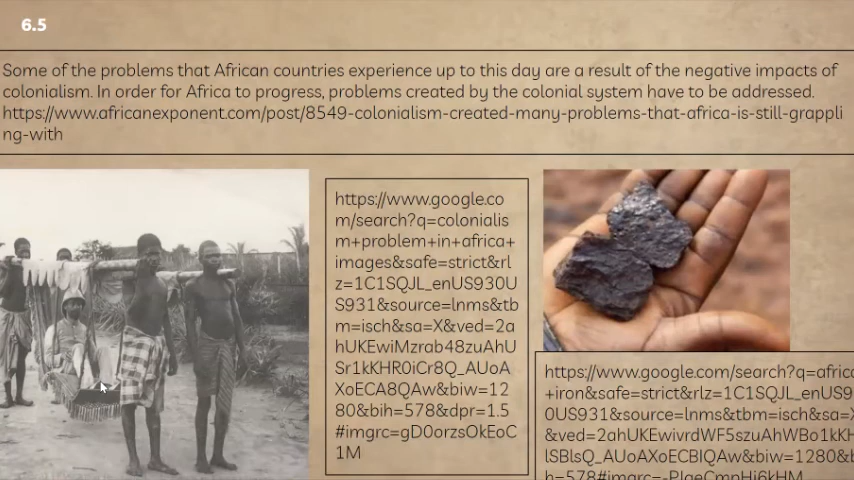 6.5
Some of the problems that African countries experience up to this day are a result of the negative impacts of
colonialism. In order for Africa to progress, problems created by the colonial system have to be addressed.
https://www.africanexponent.com/post/8549-colonialism-created-many-problems-that-africa-is-still-grappli
ng-with
https://www.google.co
m/search?q=colonialis
m+problem+in+africa+
images&safe=strict&rl
z=1C1SQJL_enUS930U
S931&source=lnms&tb
m=isch&sa=X&ved=2a
hUKEwiMzrab48zuAhU
Sr1kKHR0iCr8Q_AUoA
XoECA8QAw&biw=12
80&bih=578&dpr=1.5
#imgrc=gD0orzsOkEoC
1M
https://www.google.com/search?q=africa
+iron&safe=strict&rlz=1C1SQJL_enUS9
0US931&source=lnms&tbm=isch&sa=X
&ved=2ahUKEwivrdWF5szuAhWBo1kKH
lSBlsQ_AUoAXoECBIQAw&biw=1280&b
h=578#imgrc=-PIgeCmnHj6kHM